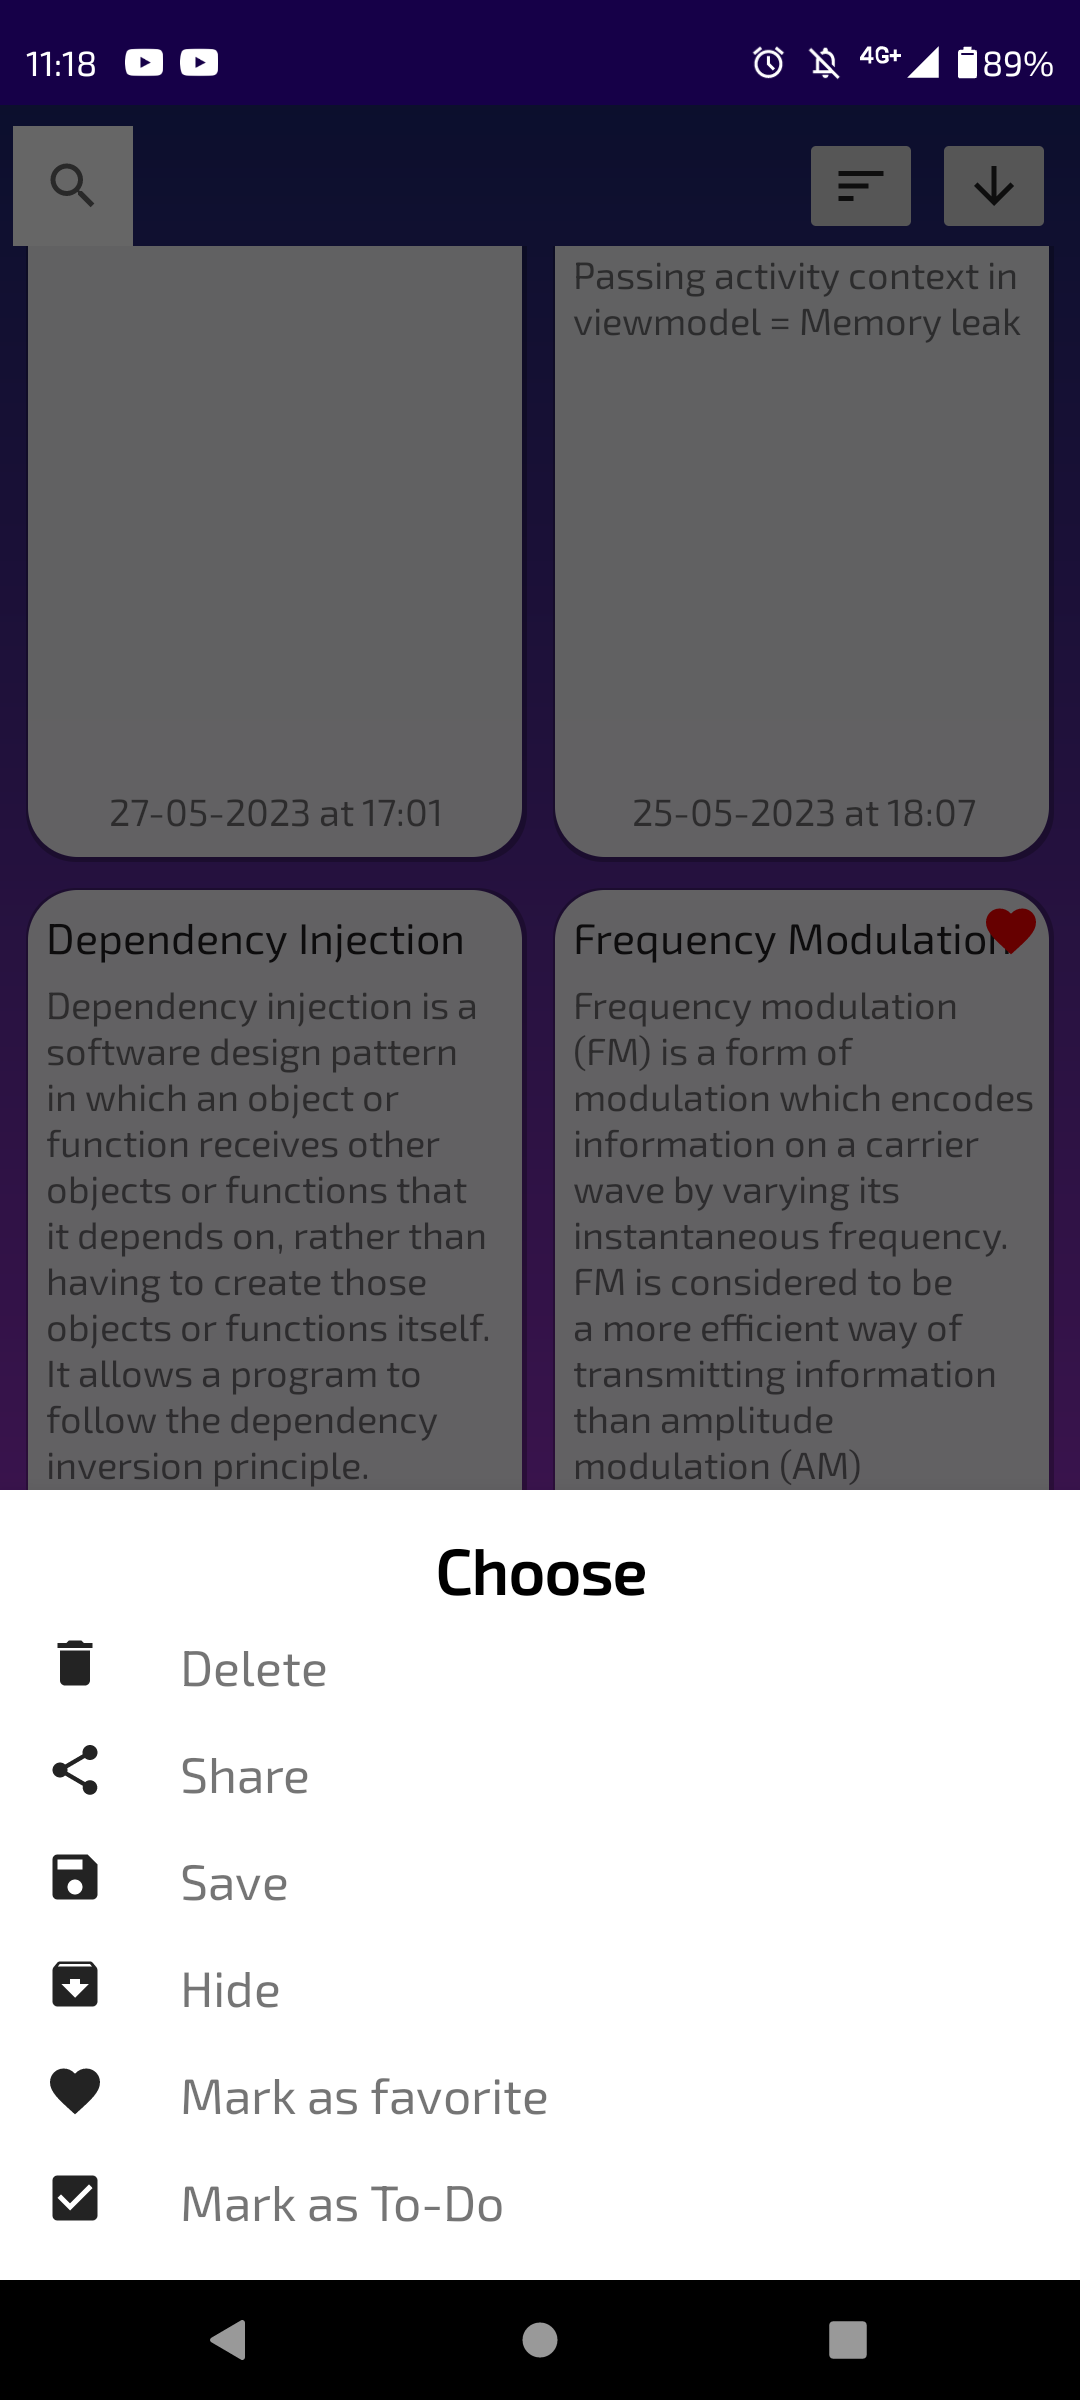 11:18
4G+
89%
Passing activity context in
viewmodel = Memory leak
27-05-2023 at 17:01
25-05-2023 at 18:07
Dependency Injection
Dependency injection is a
software design pattern
in which an object or
function receives other
objects or functions that
it depends on, rather than
having to create those
objects or functions itself.
It allows a program to
follow the dependency
inversion principle.
Frequency Modulation
Frequency modulation
(FM) is a form of
modulation which encodes
information on a carrier
wave by varying its
instantaneous frequency.
FM is considered to be
a more efficient way of
transmitting information
than amplitude
modulation (AM)
Choose
Delete
Share
Save
Hide
Mark as favorite
Mark as To-Do